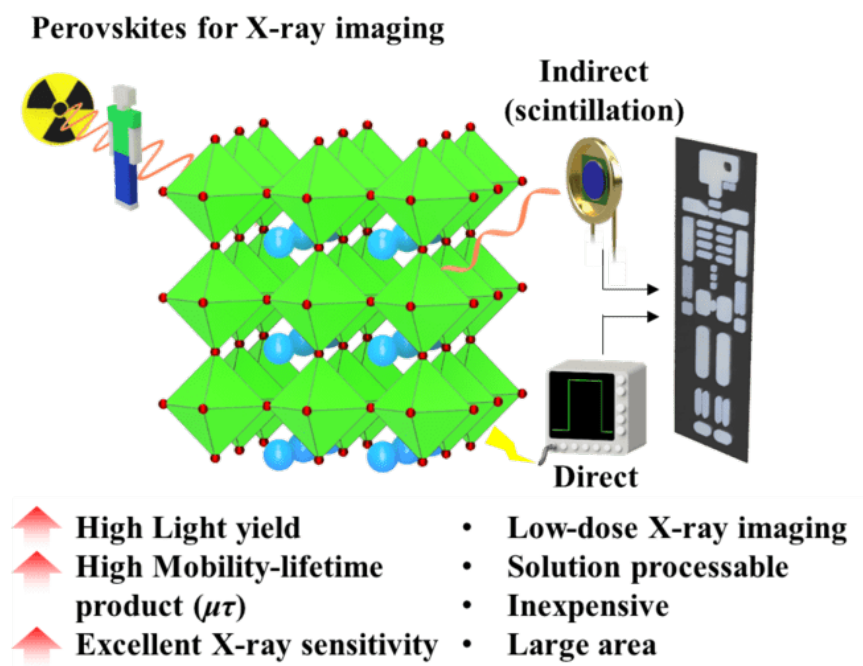 Perovskites for X-ray imaging
Indirect
(scintillation)
Direct
High Light yield
High Mobility-lifetime
product (μτ)
Excellent X-ray sensitivity
• Low-dose X-ray imaging
• Solution processable
• Inexpensive
• Large area